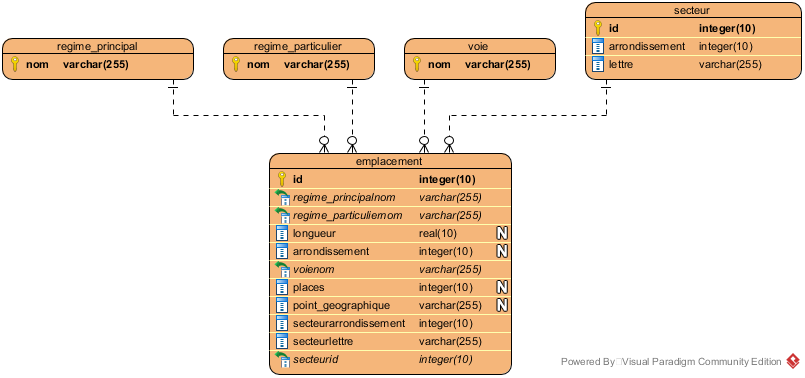 regime_principal
nom varchar(255)
regime_particulier
nom varchar(255)
voie
nom varchar(255)
secteur
id integer(10)
arrondissement integer(10)
lettre varchar(255)
emplacement
id integer(10)
regime_principalnom varchar(255)
regime_particuliernom varchar(255)
longueur real(10) N
arrondissement integer(10) N
voienom varchar(255)
places integer(10) N
point_geographique varchar(255) N
secteurarrondissement integer(10)
secteurlettre varchar(255)
secteurid integer(10)
Powered By Visual Paradigm Community Edition